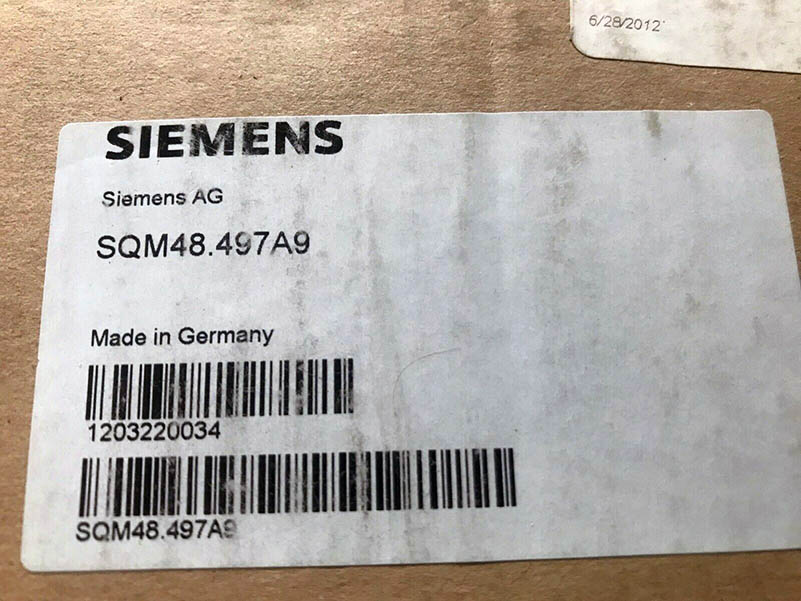 6/28/2012
SIEMENS
Siemens AG
SQM48.497A9
Made in Germany
1203220034
SQM48.497A9